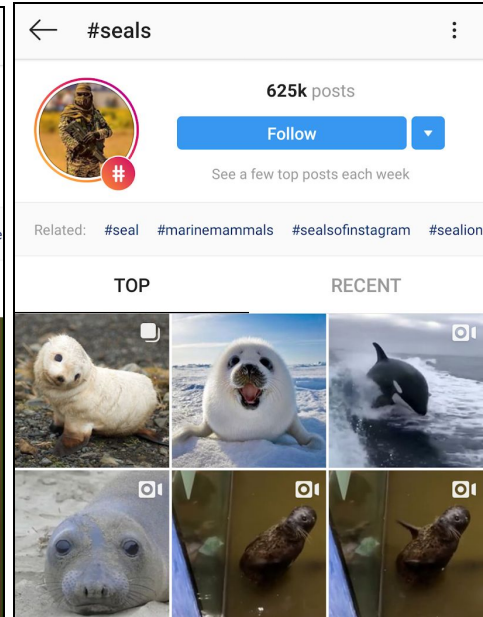 #seals
625k posts
#
Follow
See a few top posts each week
Related: #seal #marinemammals #sealsofinstagram #sealion
TOP RECENT